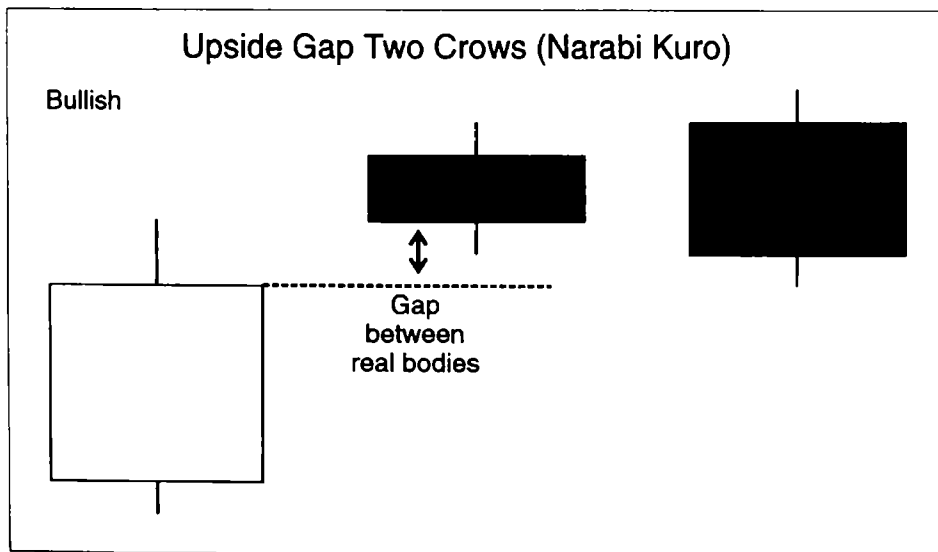 Upside Gap Two Crows (Narabi Kuro)
Bullish
Gap
between
real bodies